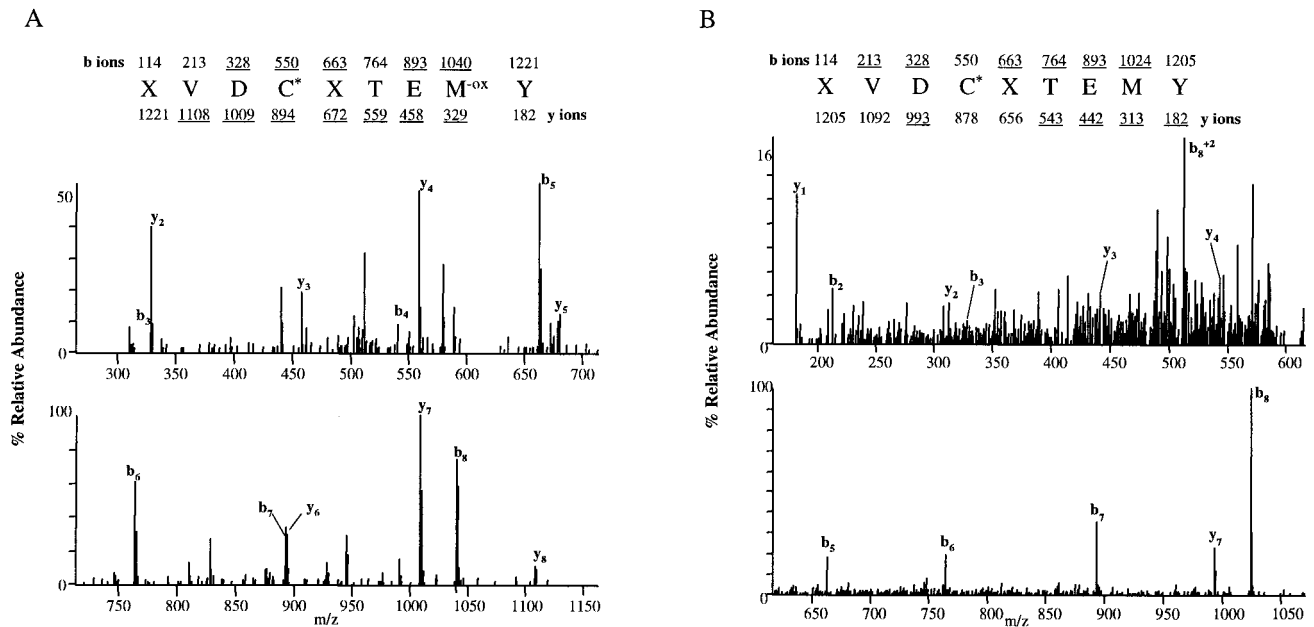 A
b ions 114 213 328 550 663 764 893 1040 1221
X V D C* X T E M-ox Y
1221 1108 1009 894 672 559 458 329 182 y ions
50
0
% Relative Abundance
y2
b3
y3
b4
y4
b5
y5
300 350 400 450 500 550 600 650 700
100
0
b6
b7
y6
y7
b8
y8
750 800 850 900 950 1000 1050 1100 1150
m/z
B
b ions 114 213 328 550 663 764 893 1024 1205
X V D C* X T E M Y
1205 1092 993 878 656 543 442 313 182 y ions
16
0
% Relative Abundance
y1
b2
y2
b3
y3
b8+2
y4
200 250 300 350 400 450 500 550 600
100
0
b5
b6
b7
y7
b8
650 700 750 800 850 900 950 1000 1050
m/z